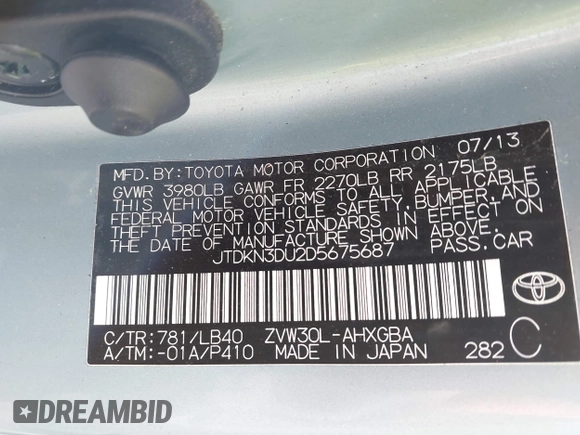 MFD. BY: TOYOTA MOTOR CORPORATION 07/13
GVWR 3980LB GAWR FR 2270LB RR 2175LB
THIS VEHICLE CONFORMS TO ALL APPLICABLE
FEDERAL MOTOR VEHICLE SAFETY, BUMPER, AND
THEFT PREVENTION STANDARDS IN EFFECT ON
THE DATE OF MANUFACTURE SHOWN ABOVE.
JTDKN3DU2D5675687 PASS. CAR
C/TR: 781/LB40 ZVW30L-AHXGBA
A/TM: -01A/P410 MADE IN JAPAN 282 C
DREAMBID